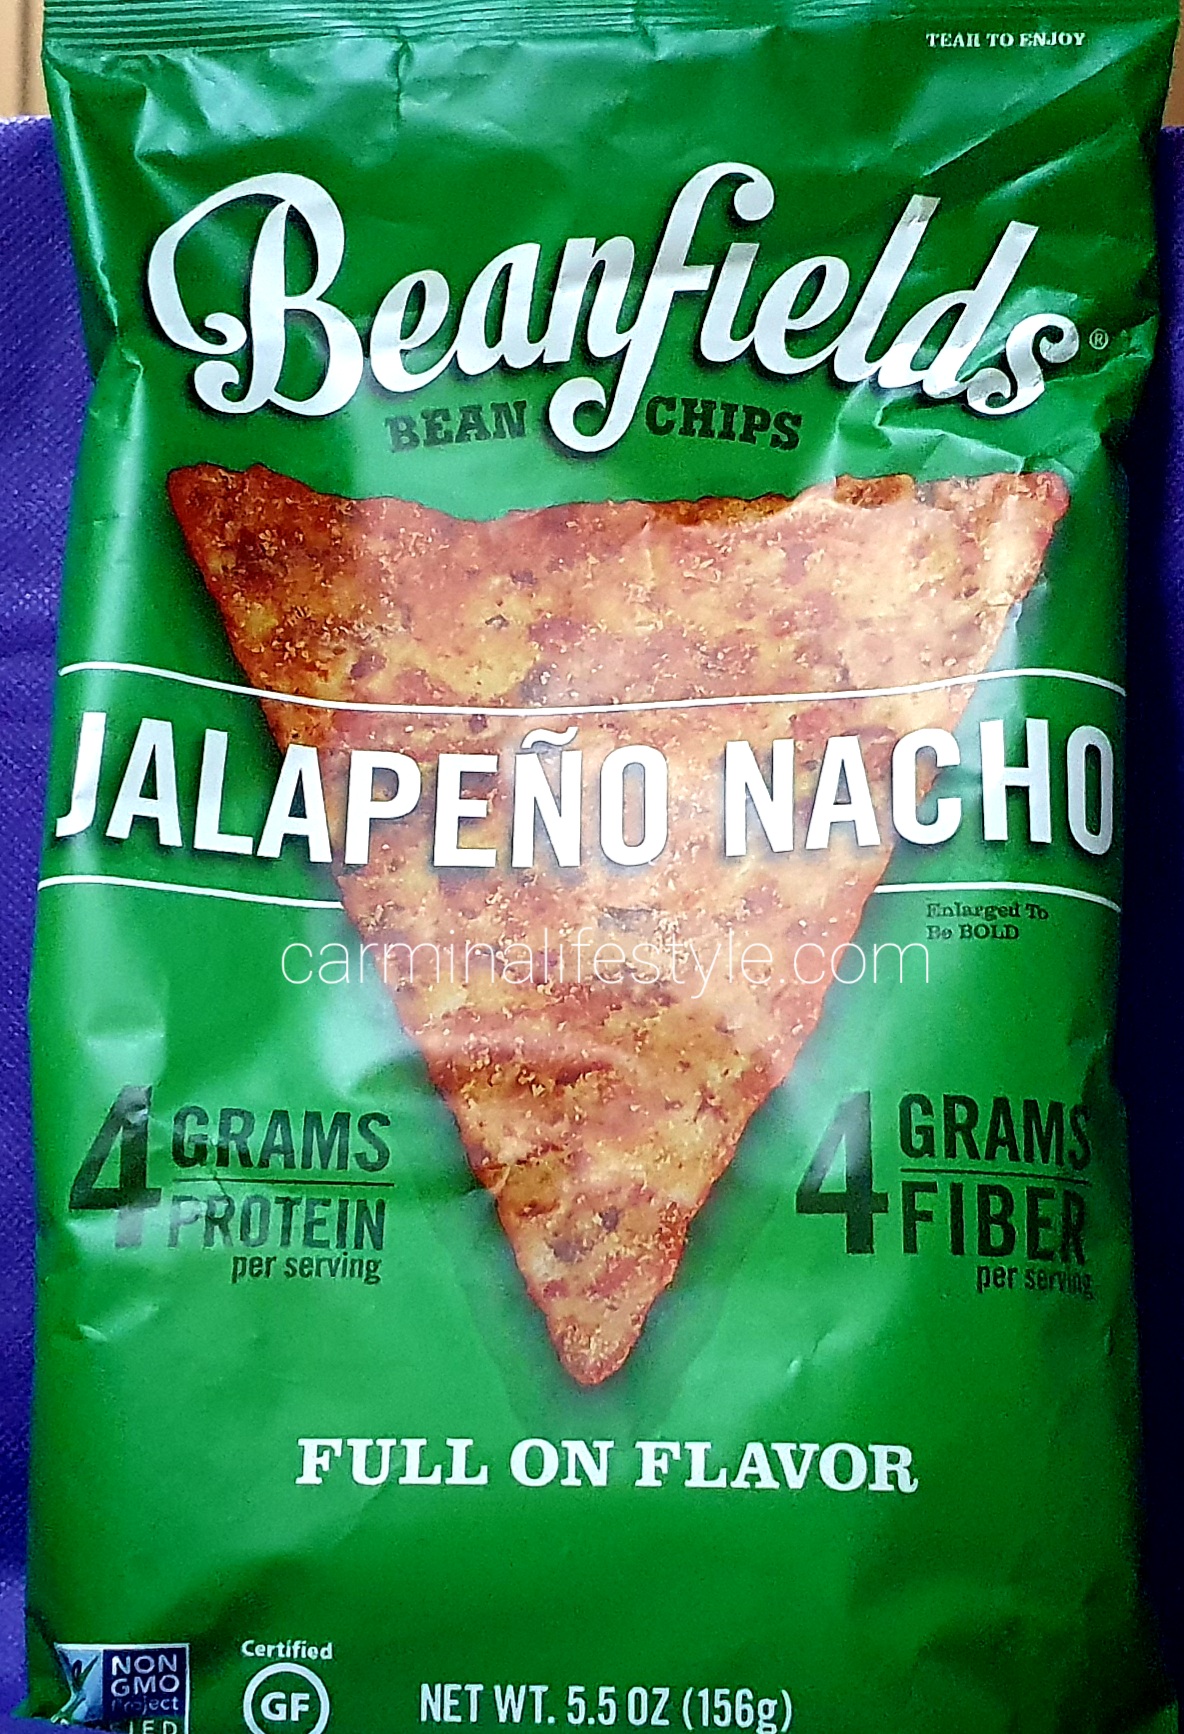 TEAR TO ENJOY
Beanfields®
BEAN CHIPS
JALAPEÑO NACHO
Enlarged To
Be BOLD
carminalifestyle.com
4 GRAMS
PROTEIN
per serving
4 GRAMS
FIBER
per serving
FULL ON FLAVOR
NON
GMO
Project
Certified
GF
NET WT. 5.5 OZ (156g)